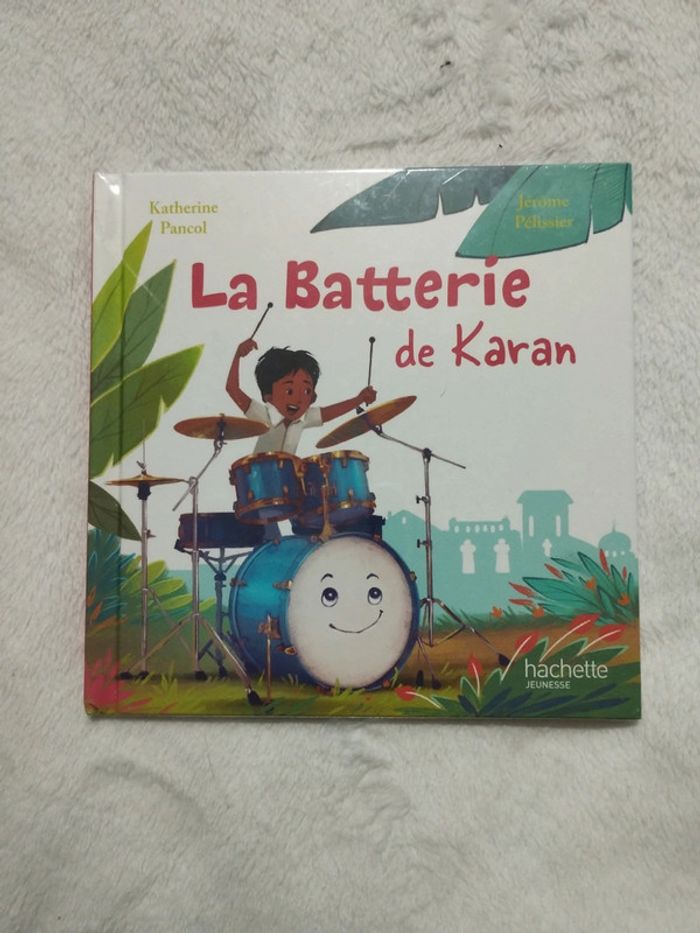 Katherine
Pancol
Jérôme
Pélissier
La Batterie
de Karan
hachette
JEUNESSE